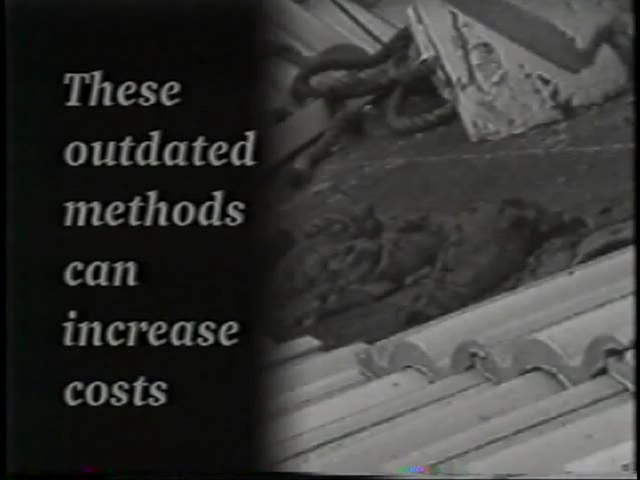 These
outdated
methods
can
increase
costs